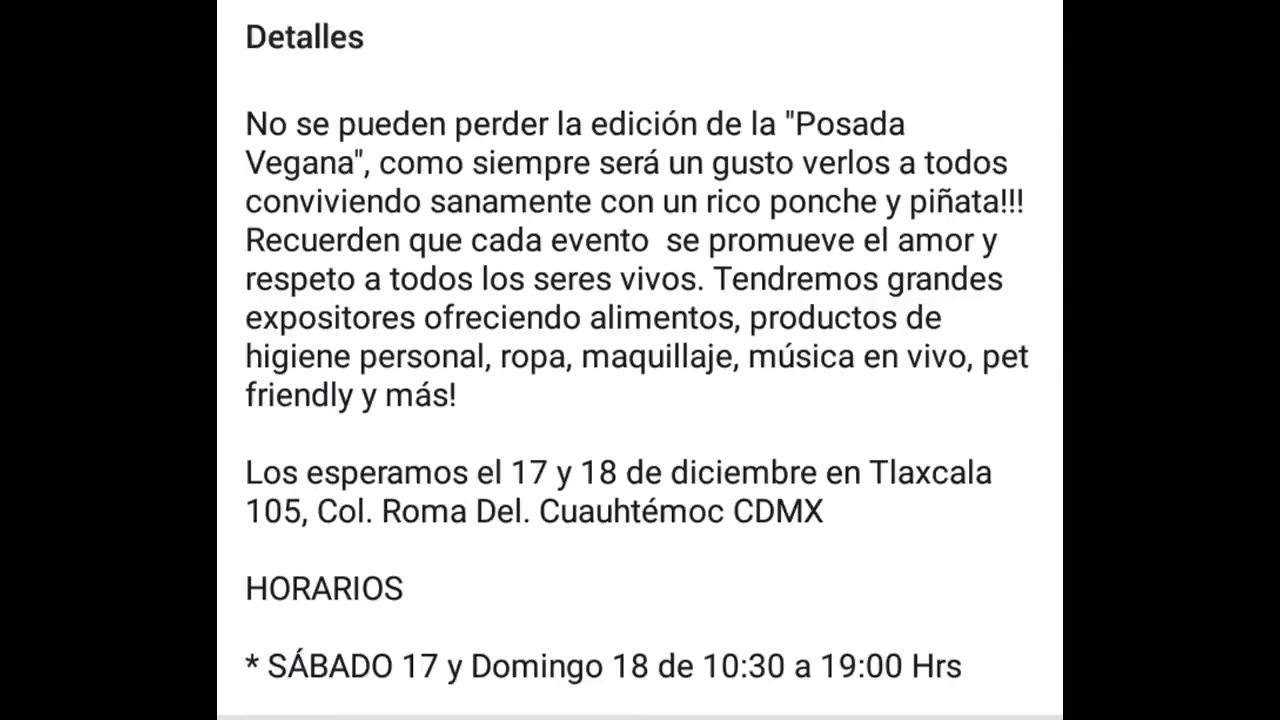 Detalles
No se pueden perder la edición de la "Posada
Vegana", como siempre será un gusto verlos a todos
conviviendo sanamente con un rico ponche y piñata!!!
Recuerden que cada evento  se promueve el amor y
respeto a todos los seres vivos. Tendremos grandes
expositores ofreciendo alimentos, productos de
higiene personal, ropa, maquillaje, música en vivo, pet
friendly y más!
Los esperamos el 17 y 18 de diciembre en Tlaxcala
105, Col. Roma Del. Cuauhtémoc CDMX
HORARIOS
* SÁBADO 17 y Domingo 18 de 10:30 a 19:00 Hrs